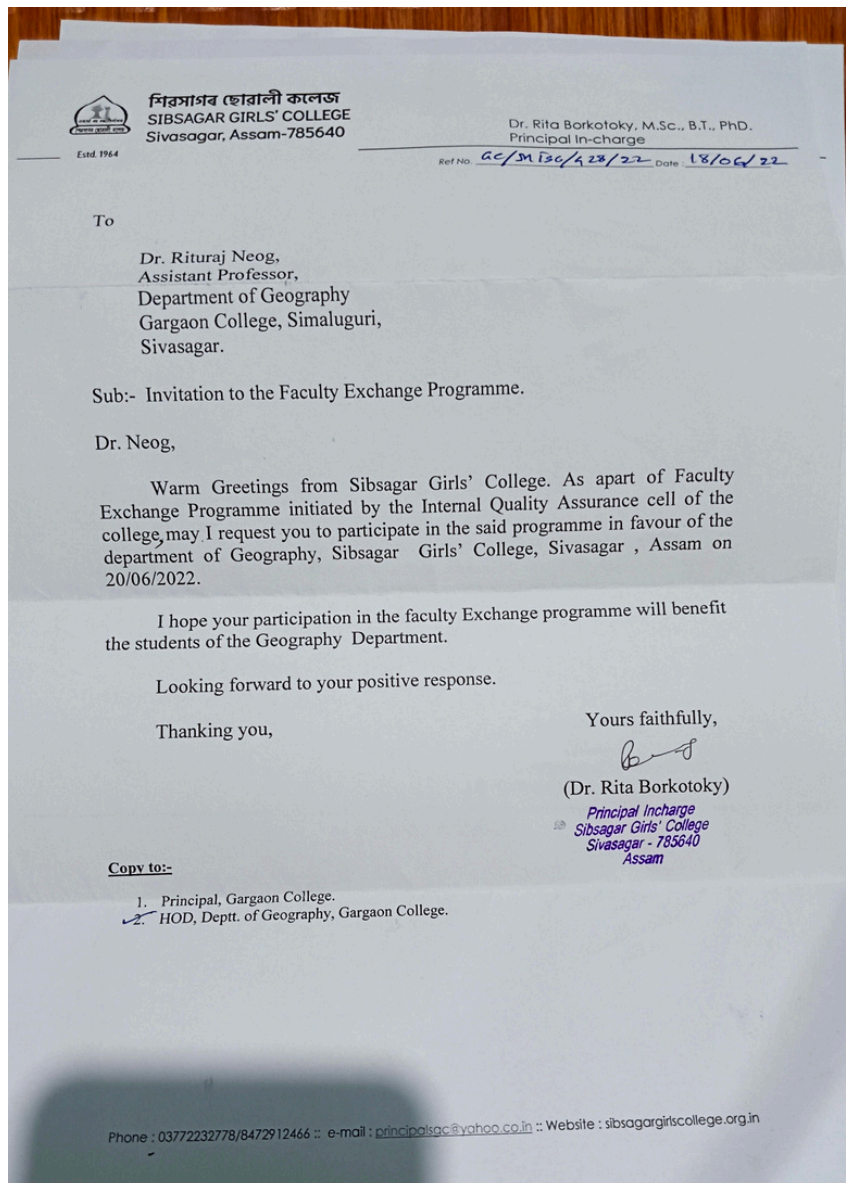 শিৱসাগৰ ছোৱালী কলেজ
SIBSAGAR GIRLS' COLLEGE
Sivasagar, Assam-785640
Estd. 1964
Dr. Rita Borkotoky, M.Sc., B.T., PhD.
Principal In-charge
Ref No. GC/Misc/428/22 Date : 18/06/22
To
Dr. Rituraj Neog,
Assistant Professor,
Department of Geography
Gargaon College, Simaluguri,
Sivasagar.
Sub:- Invitation to the Faculty Exchange Programme.
Dr. Neog,
Warm Greetings from Sibsagar Girls' College. As apart of Faculty
Exchange Programme initiated by the Internal Quality Assurance cell of the
college, may I request you to participate in the said programme in favour of the
department of Geography, Sibsagar Girls' College, Sivasagar , Assam on
20/06/2022.
I hope your participation in the faculty Exchange programme will benefit
the students of the Geography Department.
Looking forward to your positive response.
Thanking you,
Yours faithfully,
(Dr. Rita Borkotoky)
Principal Incharge
Sibsagar Girls' College
Sivasagar - 785640
Assam
Copy to:-
1. Principal, Gargaon College.
2. HOD, Deptt. of Geography, Gargaon College.
Phone : 03772232778/8472912466 :: e-mail : principalsgc@yahoo.co.in :: Website : sibsagargirlscollege.org.in